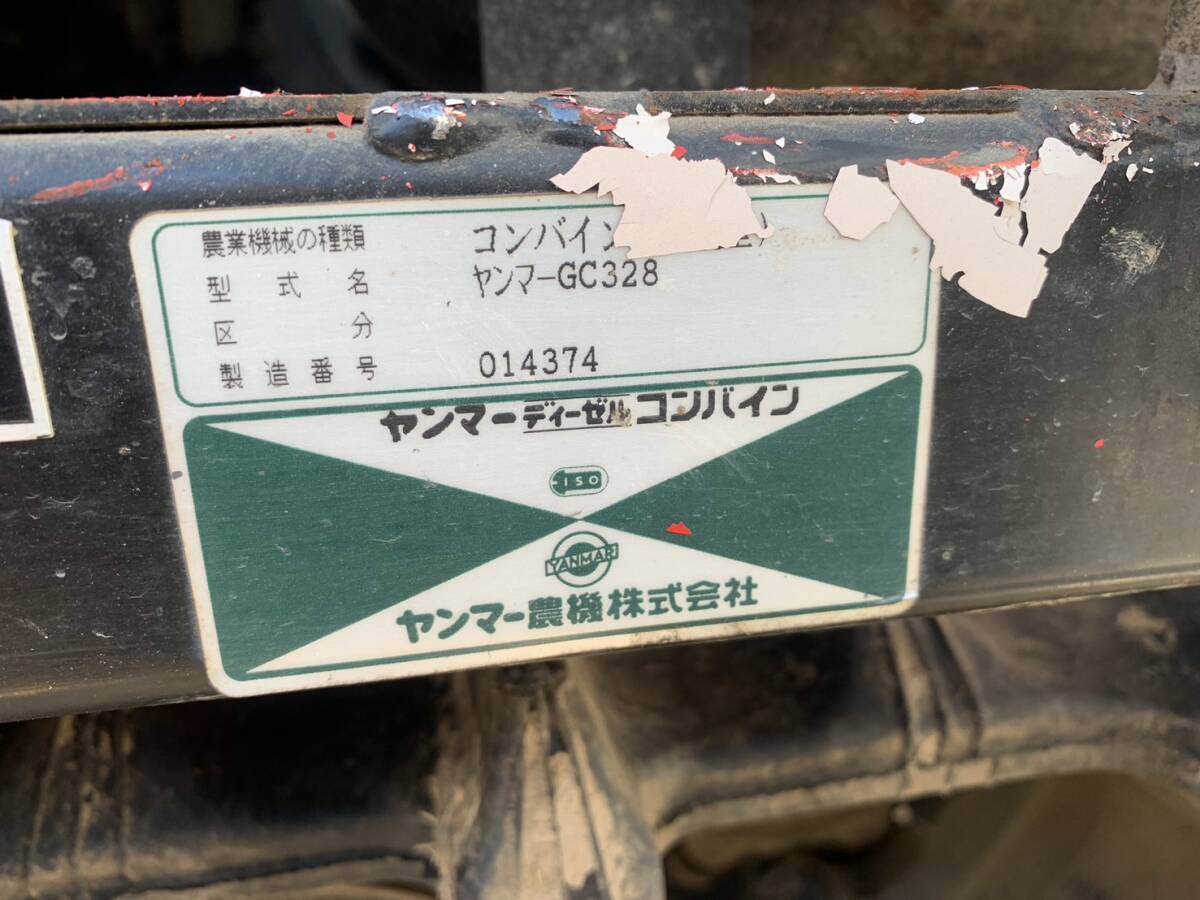 農業機械の種類 コンバイン
型式名 ヤンマーGC328
区分
製造番号 014374
ヤンマーディーゼルコンバイン
ISO
YANMAR
ヤンマー農機株式会社